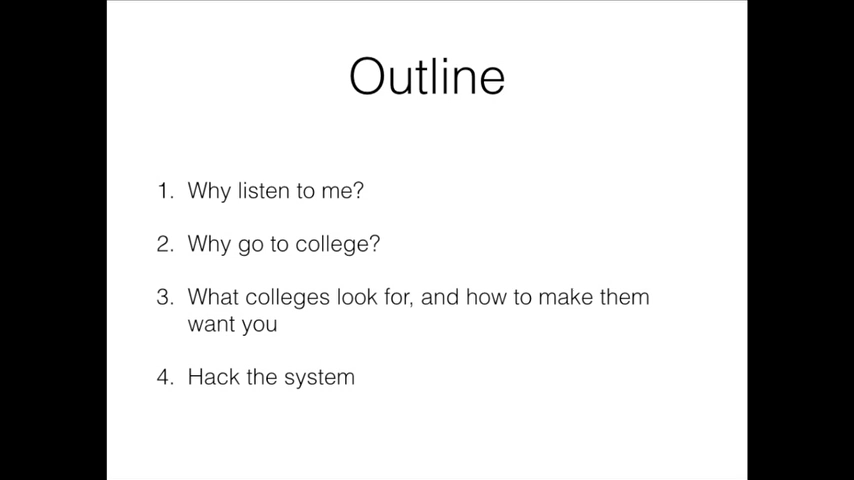 Outline
1. Why listen to me?
2. Why go to college?
3. What colleges look for, and how to make them
want you
4. Hack the system